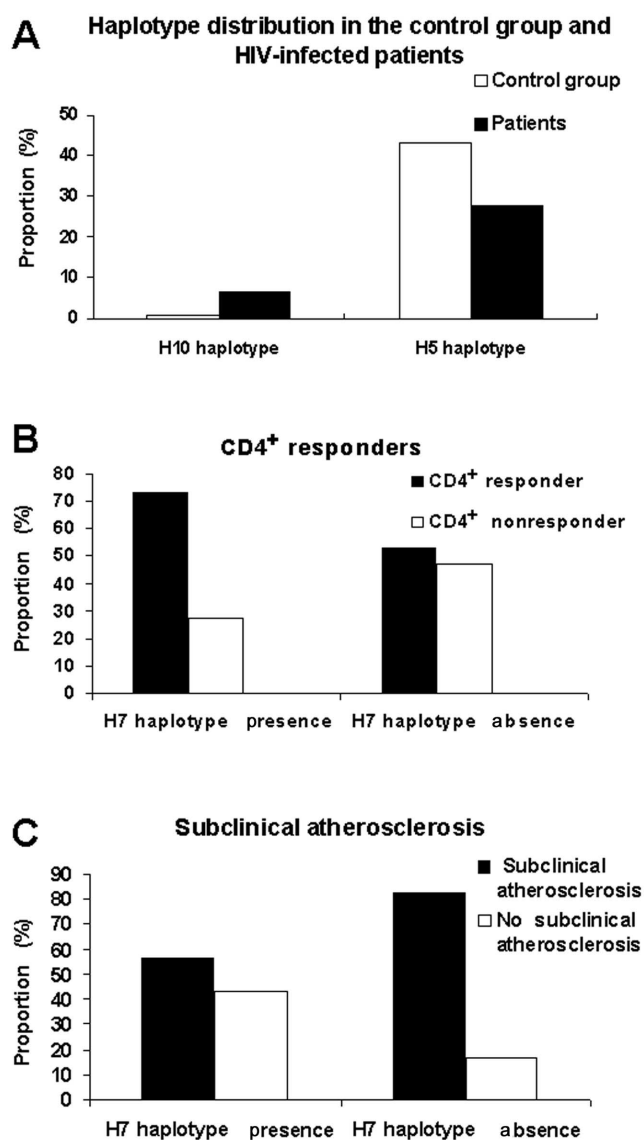 A
Haplotype distribution in the control group and
HIV-infected patients
Control group
Patients
Proportion (%)
50
40
30
20
10
0
H10 haplotype H5 haplotype
B
CD4+ responders
CD4+ responder
CD4+ nonresponder
Proportion (%)
80
70
60
50
40
30
20
10
0
H7 haplotype presence H7 haplotype absence
C
Subclinical atherosclerosis
Subclinical
atherosclerosis
No subclinical
atherosclerosis
Proportion (%)
90
80
70
60
50
40
30
20
10
0
H7 haplotype presence H7 haplotype absence